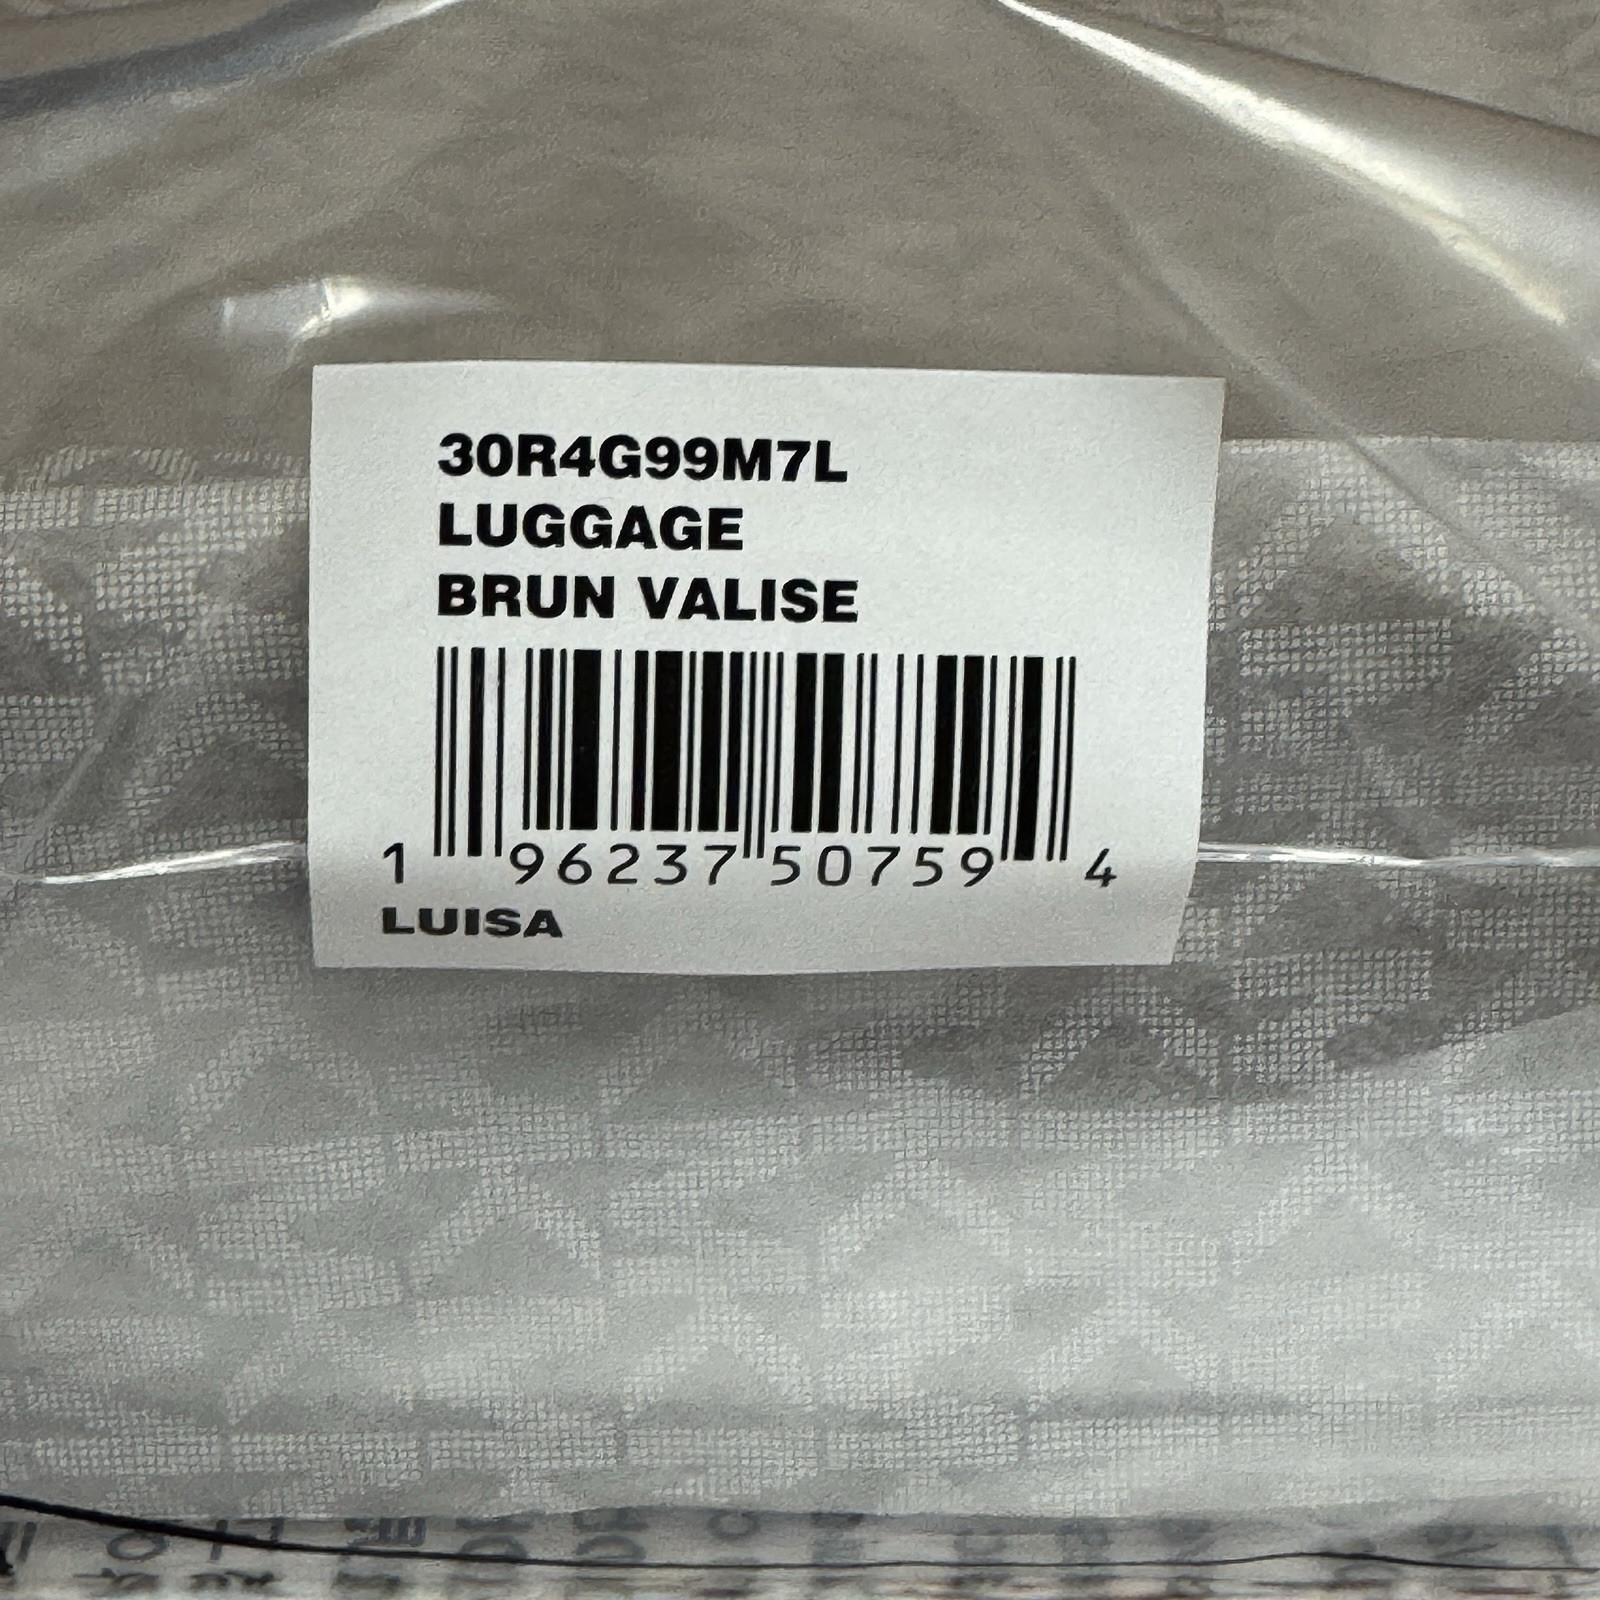 30R4G99M7L
LUGGAGE
BRUN VALISE
1 96237 50759 4
LUISA